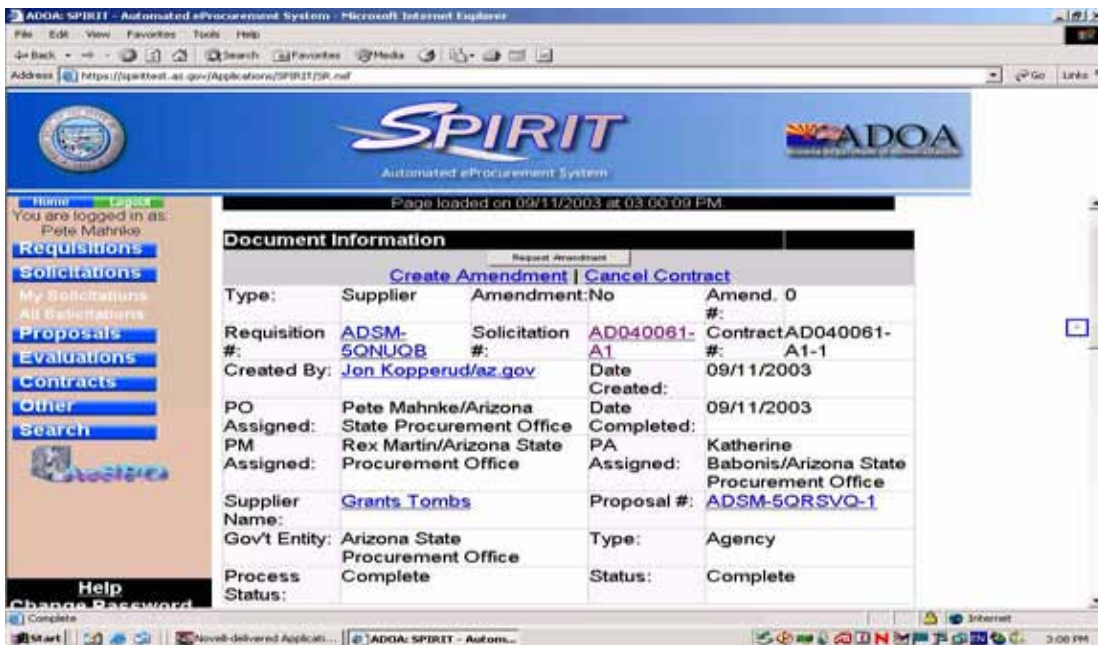 ADOA: SPIRIT - Automated eProcurement System - Microsoft Internet Explorer
File Edit View Favorites Tools Help
Back Search Favorites Media
Address https://spirittest.az.gov/Applications/SPIRIT/SR.nsf Go Links
SPIRIT
Automated eProcurement System
ADOA
Home Logout
You are logged in as:
Pete Mahnke
Requisitions
Solicitations
My Solicitations
All Solicitations
Proposals
Evaluations
Contracts
Other
Search
Help
Change Password
Page loaded on 09/11/2003 at 03:00:09 PM
Document Information
Request Amendment
Create Amendment | Cancel Contract
Type: Supplier Amendment: No Amend. 0
#:
Requisition ADSM- Solicitation AD040061- Contract AD040061-
#: 5QNUQB #: A1 #: A1-1
Created By: Jon Kopperud/az.gov Date 09/11/2003
Created:
PO Pete Mahnke/Arizona Date 09/11/2003
Assigned: State Procurement Office Completed:
PM Rex Martin/Arizona State PA Katherine
Assigned: Procurement Office Assigned: Babonis/Arizona State
Procurement Office
Supplier Grants Tombs Proposal #: ADSM-5QRSVQ-1
Name:
Gov't Entity: Arizona State Type: Agency
Procurement Office
Process Complete Status: Complete
Status:
Complete Internet
Start Novell-delivered Applicati... ADOA: SPIRIT - Autom... 3:00 PM